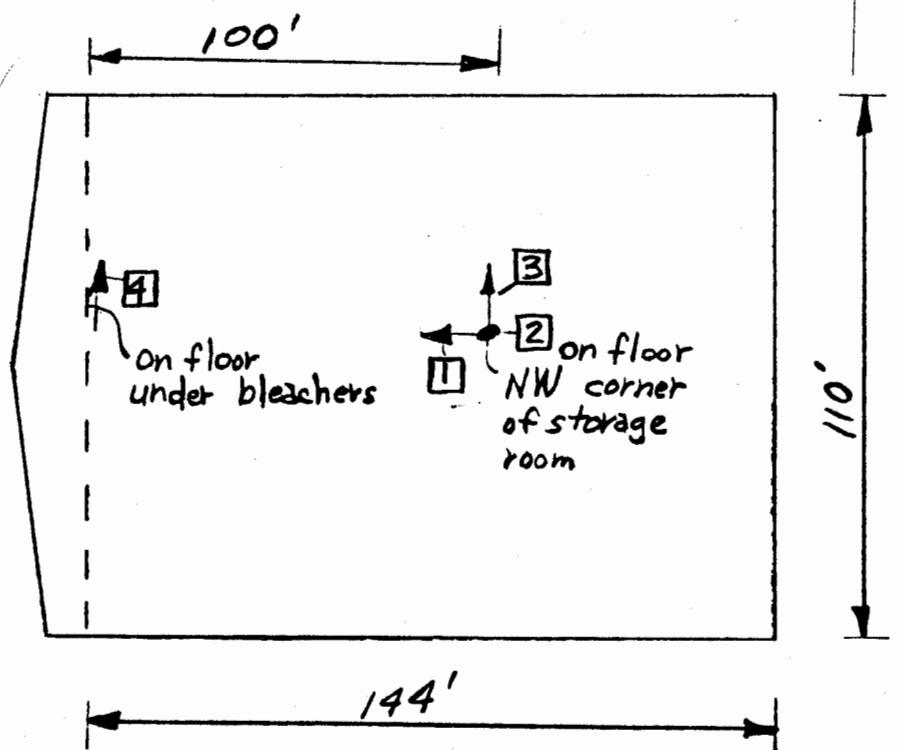 100'
3
4
2
on floor
On floor
under bleachers
1
NW corner
of storage
room
110'
144'